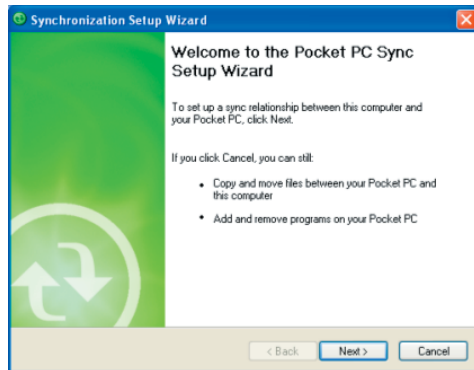 Synchronization Setup Wizard
Welcome to the Pocket PC Sync
Setup Wizard
To set up a sync relationship between this computer and
your Pocket PC, click Next.
If you click Cancel, you can still:
• Copy and move files between your Pocket PC and
this computer
• Add and remove programs on your Pocket PC
< Back Next > Cancel